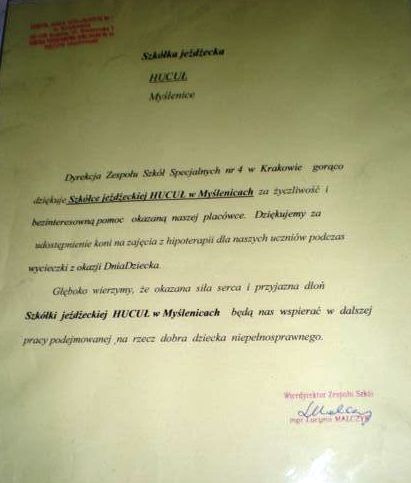 Szkółka jeździecka
HUCUŁ
Myślenice
Dyrekcja Zespołu Szkół Specjalnych nr 4 w Krakowie gorąco
dziękuje Szkółce jeździeckiej HUCUŁ w Myślenicach za życzliwość i
bezinteresowną pomoc okazaną naszej placówce. Dziękujemy za
udostępnienie koni na zajęcia z hipoterapii dla naszych uczniów podczas
wycieczki z okazji DniaDziecka.
Głęboko wierzymy, że okazana siła serca i przyjazna dłoń
Szkółki jeździeckiej HUCUŁ w Myślenicach będą nas wspierać w dalszej
pracy podejmowanej na rzecz dobra dziecka niepełnosprawnego.
Wicedyrektor Zespołu Szkół
mgr Lucyna